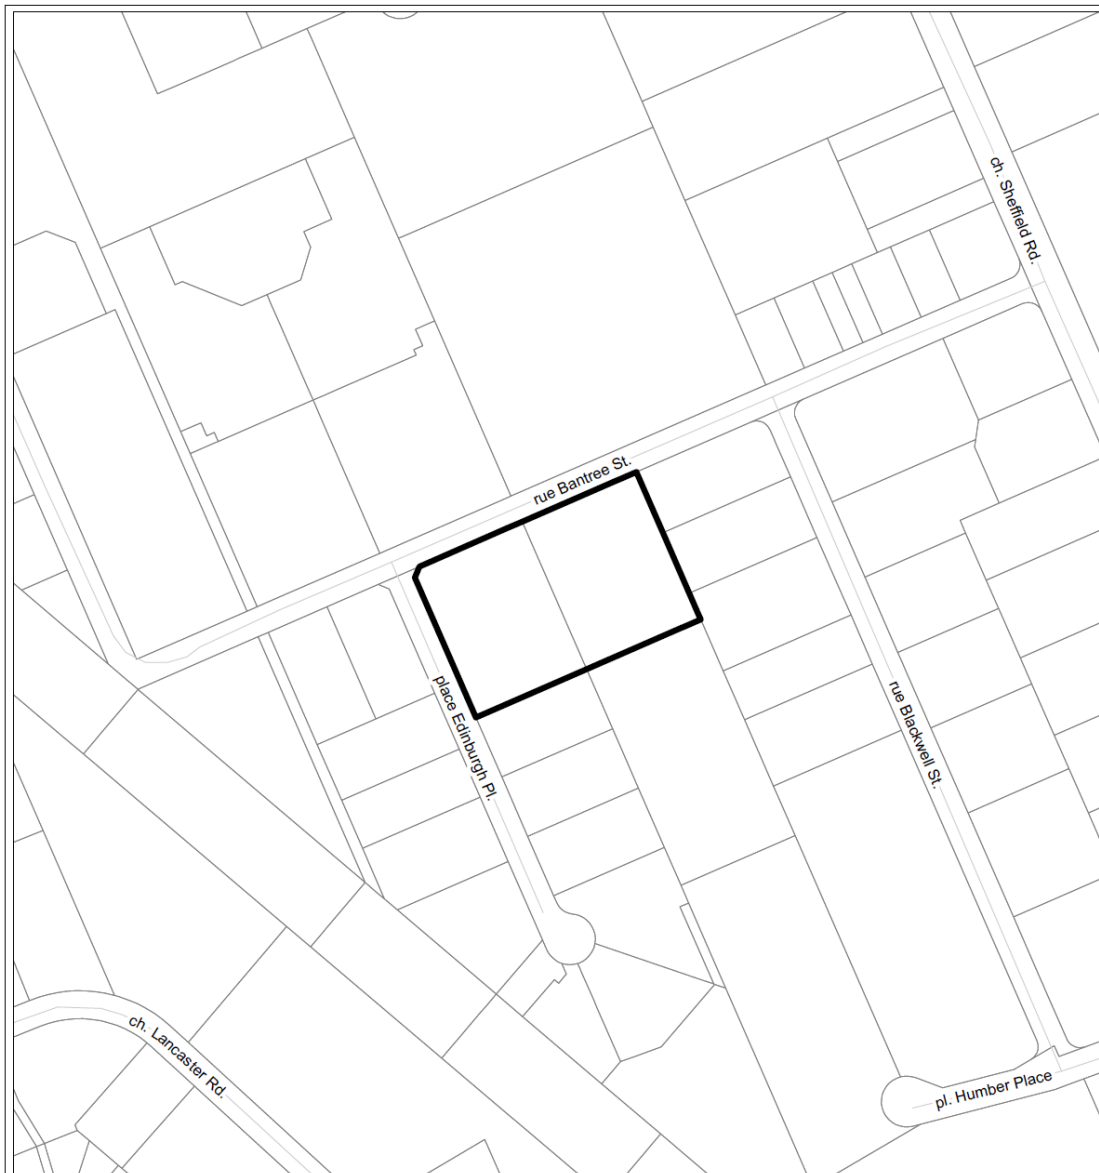 ch. Sheffield Rd.
rue Bantree St.
place Edinburgh Pl.
rue Blackwell St.
ch. Lancaster Rd.
pl. Humber Place